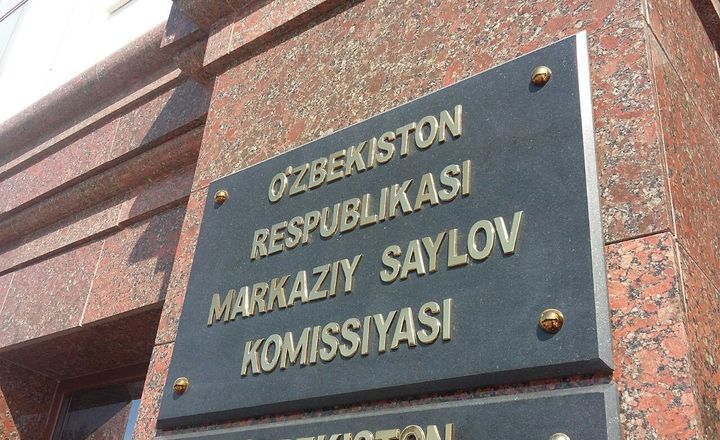 O'ZBEKISTON
RESPUBLIKASI
MARKAZIY SAYLOV
KOMISSIYASI